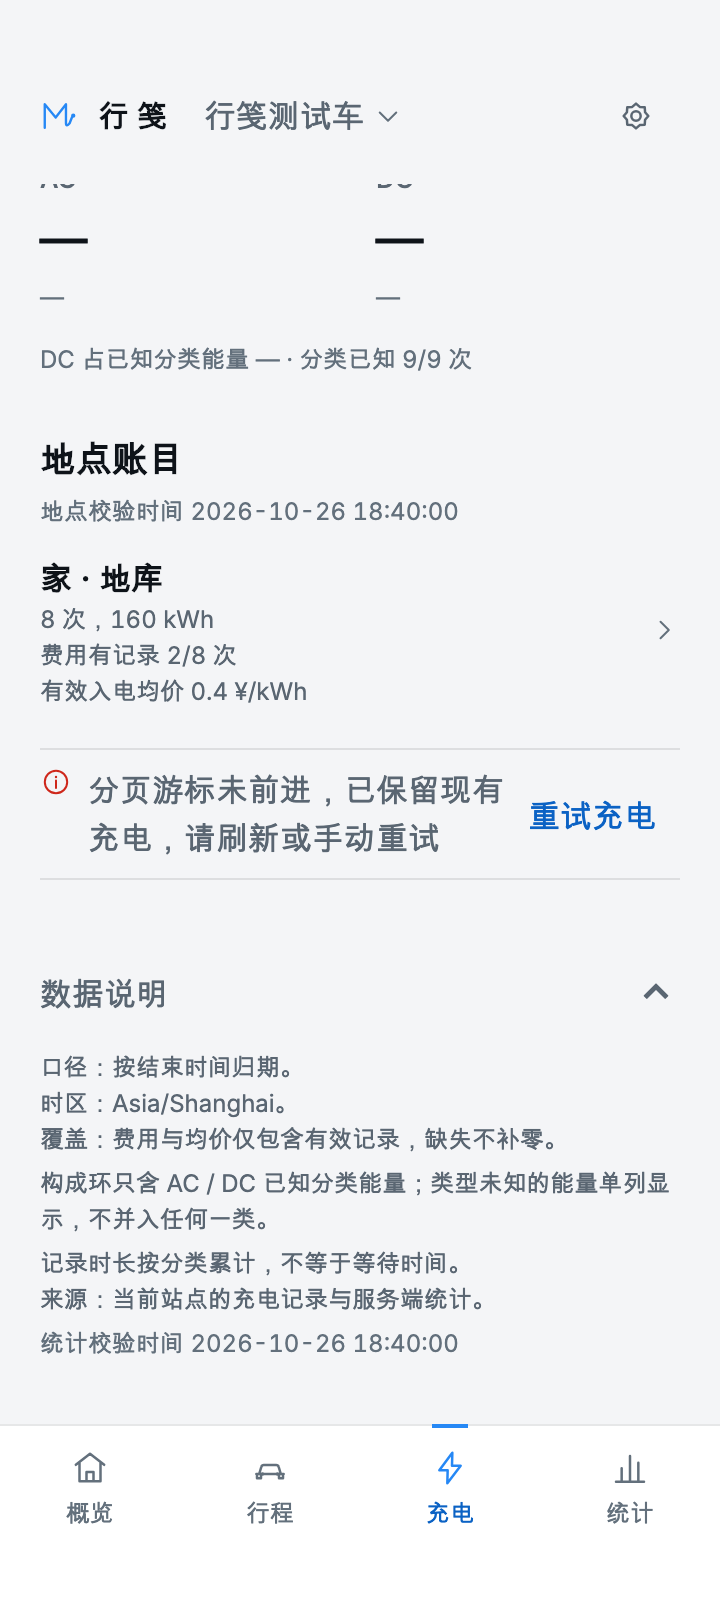 行 笺 行笺测试车
AC DC
— —
— —
DC 占已知分类能量 — · 分类已知 9/9 次
地点账目
地点校验时间 2026-10-26 18:40:00
家 · 地库
8 次，160 kWh
费用有记录 2/8 次
有效入电均价 0.4 ¥/kWh
分页游标未前进，已保留现有
充电，请刷新或手动重试
重试充电
数据说明
口径：按结束时间归期。
时区：Asia/Shanghai。
覆盖：费用与均价仅包含有效记录，缺失不补零。
构成环只含 AC / DC 已知分类能量；类型未知的能量单列显
示，不并入任何一类。
记录时长按分类累计，不等于等待时间。
来源：当前站点的充电记录与服务端统计。
统计校验时间 2026-10-26 18:40:00
概览 行程 充电 统计